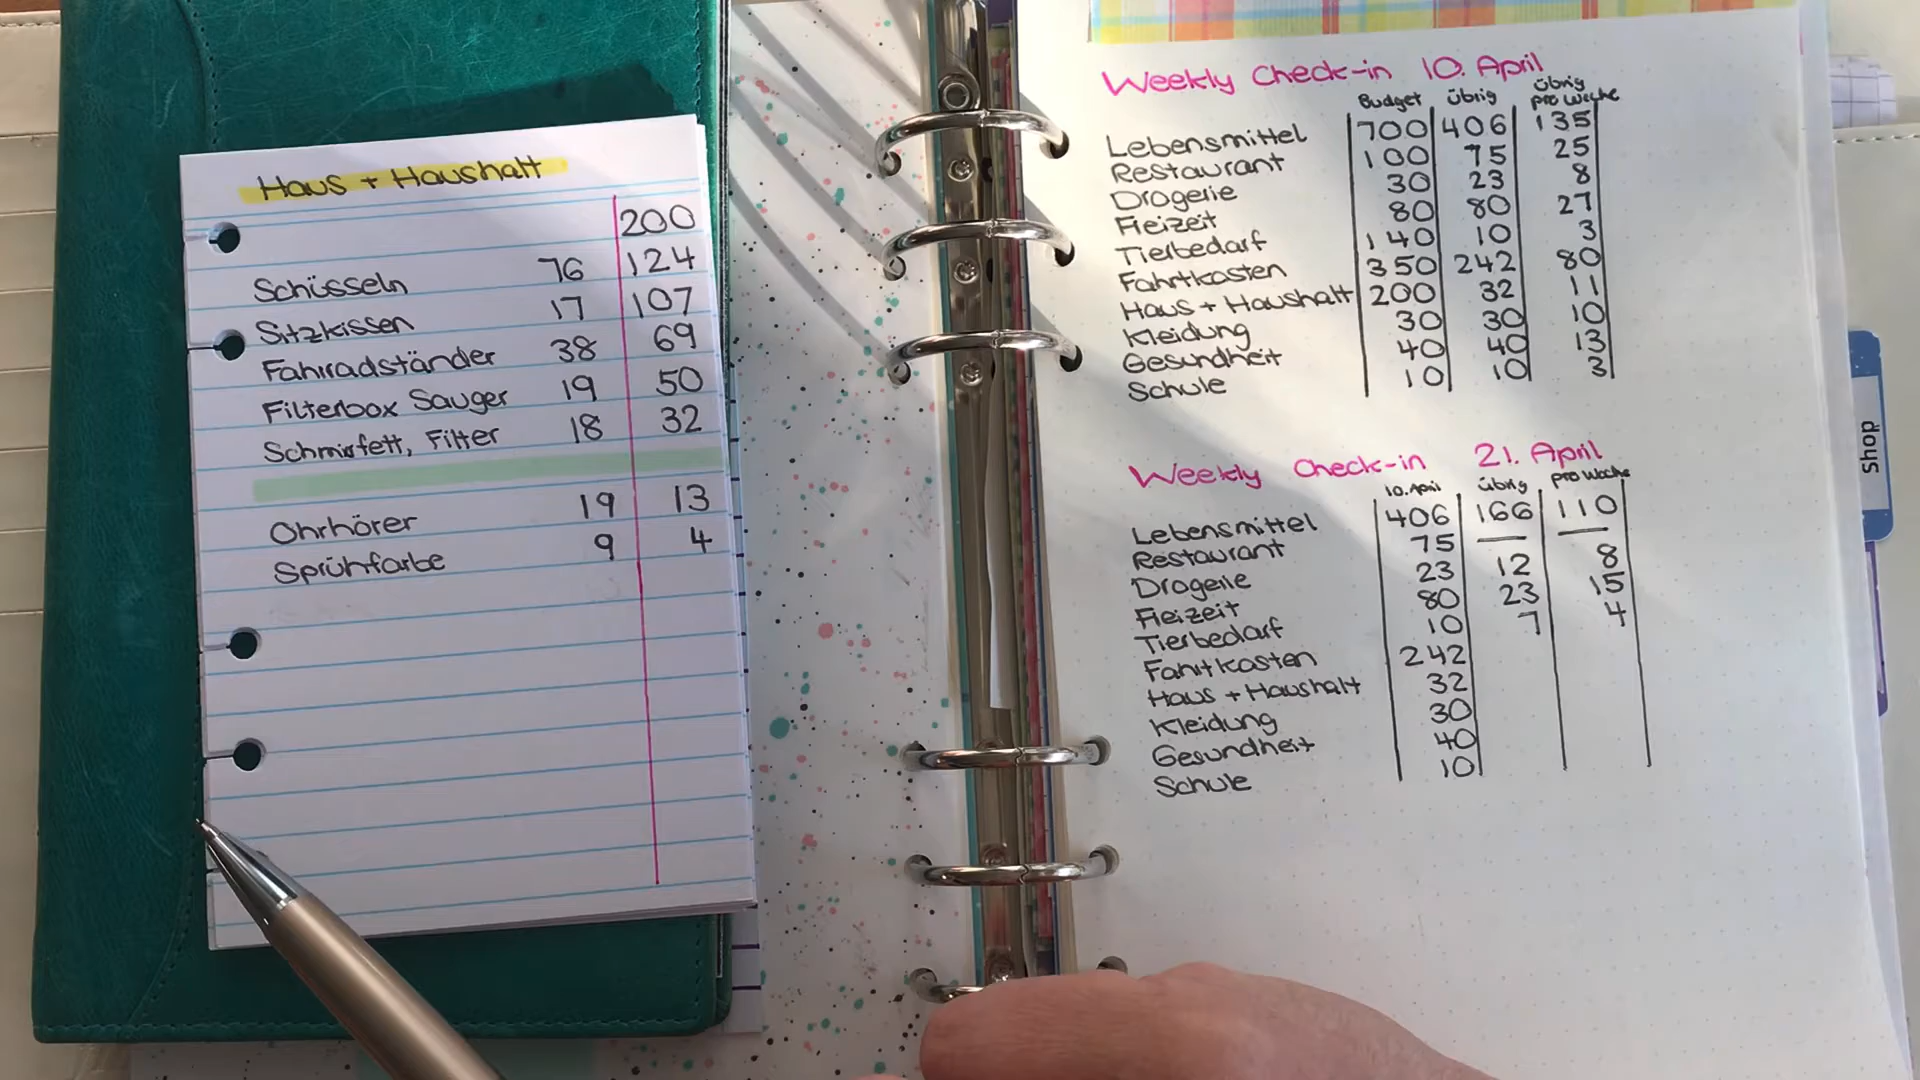 Haus + Haushalt
200
Schüsseln 76 124
Sitzkissen 17 107
Fahrradständer 38 69
Filterbox Sauger 19 50
Schmirfett, Filter 18 32
Ohrhörer 19 13
Sprühfarbe 9 4
Weekly Check-in 10. April
Budget übrig übrig pro Woche
Lebensmittel 700 406 135
Restaurant 100 75 25
Drogerie 30 23 8
Freizeit 80 80 27
Tierbedarf 140 10 3
Fahrtkosten 350 242 80
Haus + Haushalt 200 32 11
Kleidung 30 30 10
Gesundheit 40 40 13
Schule 10 10 3
Weekly Check-in 21. April
10. April übrig pro Woche
Lebensmittel 406 166 110
Restaurant 75 — —
Drogerie 23 12 8
Freizeit 80 23 15
Tierbedarf 10 7 4
Fahrtkosten 242
Haus + Haushalt 32
Kleidung 30
Gesundheit 40
Schule 10
Shop